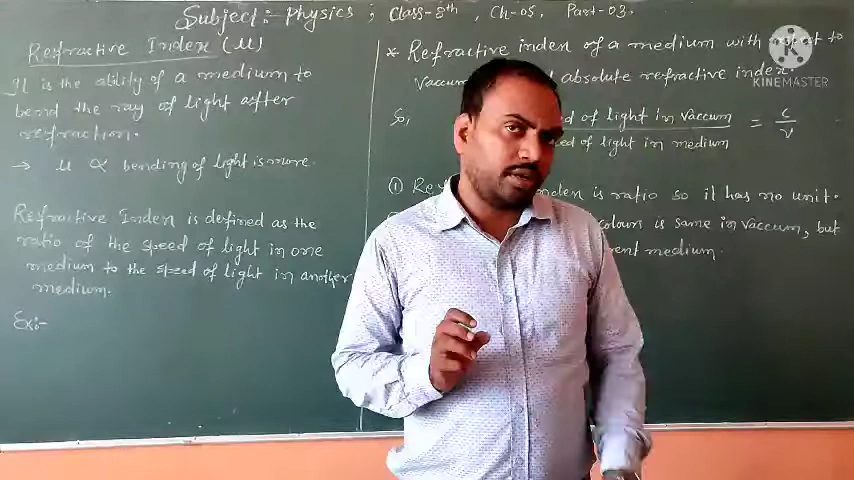 Subject:- Physics ; Class-8th , Ch-05, Part-03.
Refractive Index (μ)
It is the ability of a medium to
bend the ray of light after
refraction.
→ μ ∝ bending of light is more.
Refractive Index is defined as the
ratio of the speed of light in one
medium to the speed of light in another
medium.
Ex:-
* Refractive index of a medium with respect to
Vaccum absolute refractive index.
So, of light in vaccum = c
of light in medium v
① index is ratio so it has no unit.
colours is same in vaccum, but
medium.
KINEMASTER